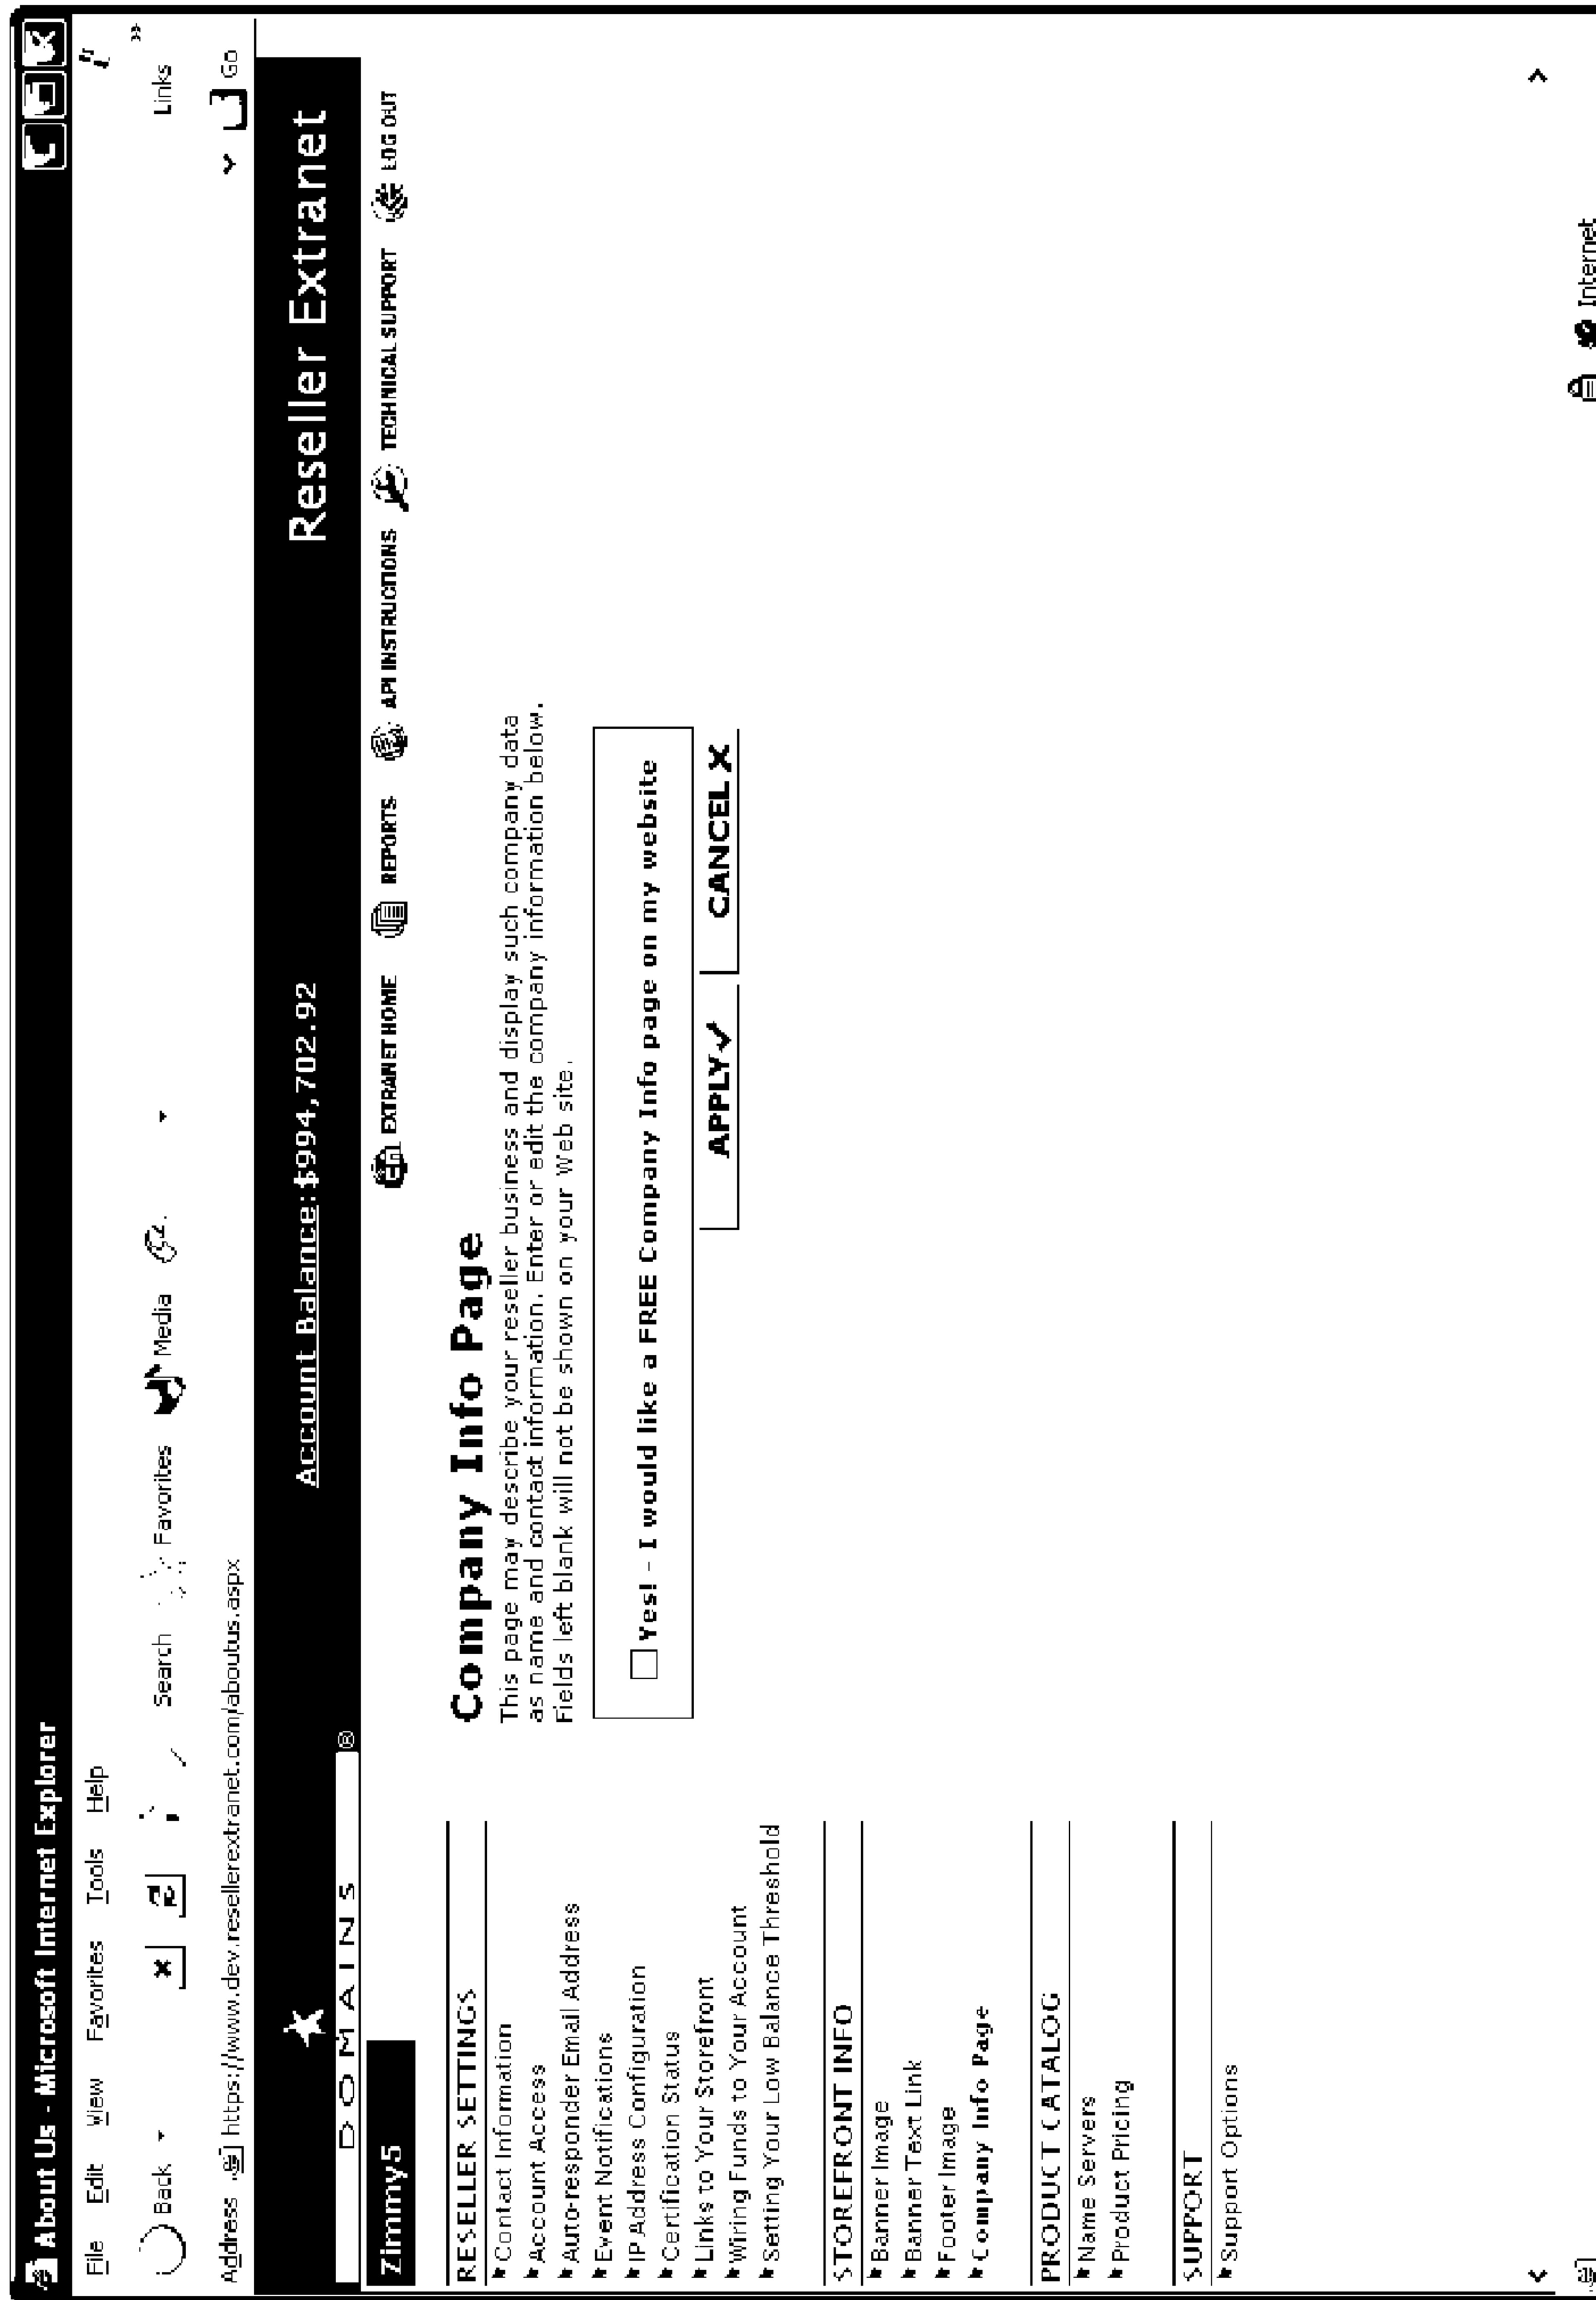 About Us - Microsoft Internet Explorer
File Edit View Favorites Tools Help
Back Search Favorites Media Links »
Address https://www.dev.resellerextranet.com/aboutus.aspx Go
DOMAINS®
Account Balance: $994,702.92
Reseller Extranet
Zimmy5
EXTRANET HOME REPORTS API INSTRUCTIONS TECHNICAL SUPPORT LOG OUT
RESELLER SETTINGS
Contact Information
Account Access
Auto-responder Email Address
Event Notifications
IP Address Configuration
Certification Status
Links to Your Storefront
Wiring Funds to Your Account
Setting Your Low Balance Threshold
STOREFRONT INFO
Banner Image
Banner Text Link
Footer Image
Company Info Page
PRODUCT CATALOG
Name Servers
Product Pricing
SUPPORT
Support Options
Company Info Page
This page may describe your reseller business and display such company data
as name and contact information. Enter or edit the company information below.
Fields left blank will not be shown on your Web site.
Yes! - I would like a FREE Company Info page on my website
APPLY CANCEL X
Internet